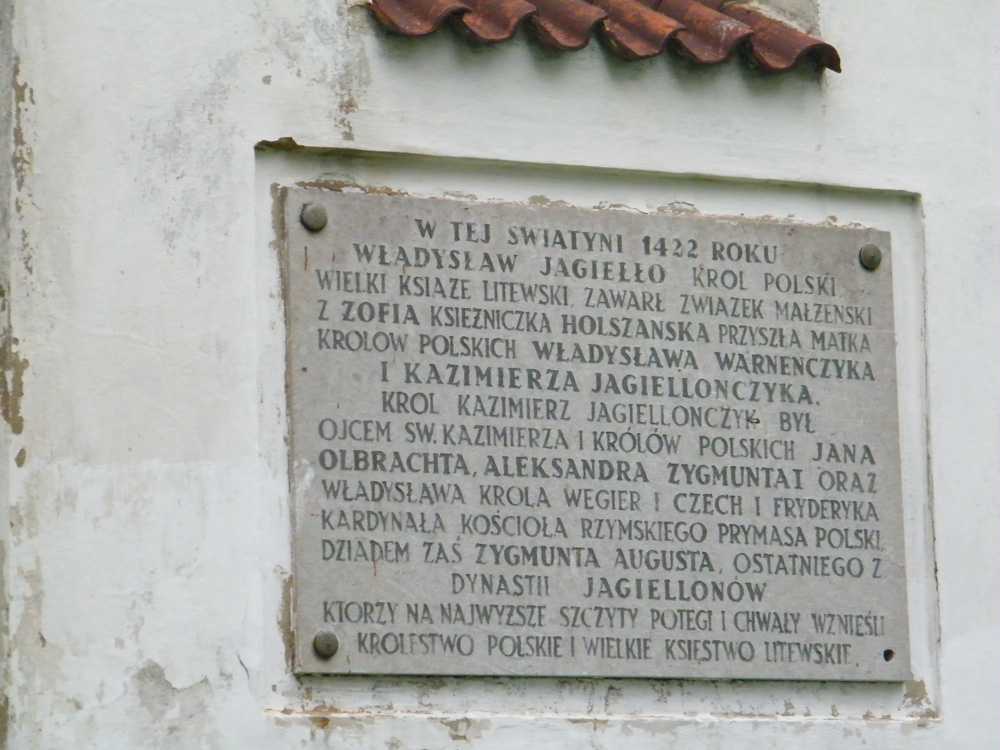 W TEJ SWIATYNI 1422 ROKU
WŁADYSŁAW JAGIEŁŁO KROL POLSKI
WIELKI KSIAZE LITEWSKI, ZAWARŁ ZWIAZEK MAŁZENSKI
Z ZOFIA KSIEZNICZKA HOLSZANSKA PRZYSZŁA MATKA
KROLOW POLSKICH WŁADYSŁAWA WARNENCZYKA
I KAZIMIERZA JAGIELLONCZYKA.
KROL KAZIMIERZ JAGIELLONCZYK BYŁ
OJCEM SW. KAZIMIERZA I KRÓLÓW POLSKICH JANA
OLBRACHTA, ALEKSANDRA ZYGMUNTA I ORAZ
WŁADYSŁAWA KROLA WEGIER I CZECH I FRYDERYKA
KARDYNAŁA KOŚCIOŁA RZYMSKIEGO PRYMASA POLSKI,
DZIADEM ZAŚ ZYGMUNTA AUGUSTA, OSTATNIEGO Z
DYNASTII JAGIELLONÓW
KTORZY NA NAJWYZSZE SZCZYTY POTEGI I CHWAŁY WZNIEŚLI
KROLESTWO POLSKIE I WIELKIE KSIĘSTWO LITEWSKIE.